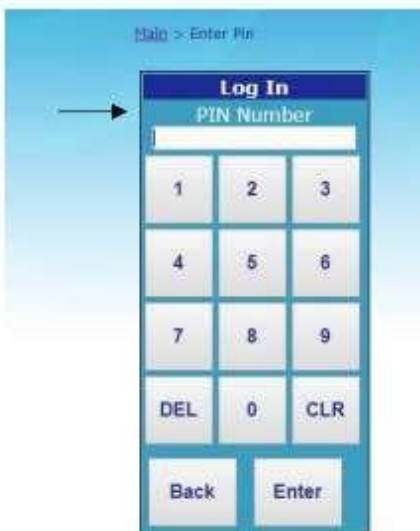 Main > Enter Pin
Log In
PIN Number
1 2 3
4 5 6
7 8 9
DEL 0 CLR
Back Enter